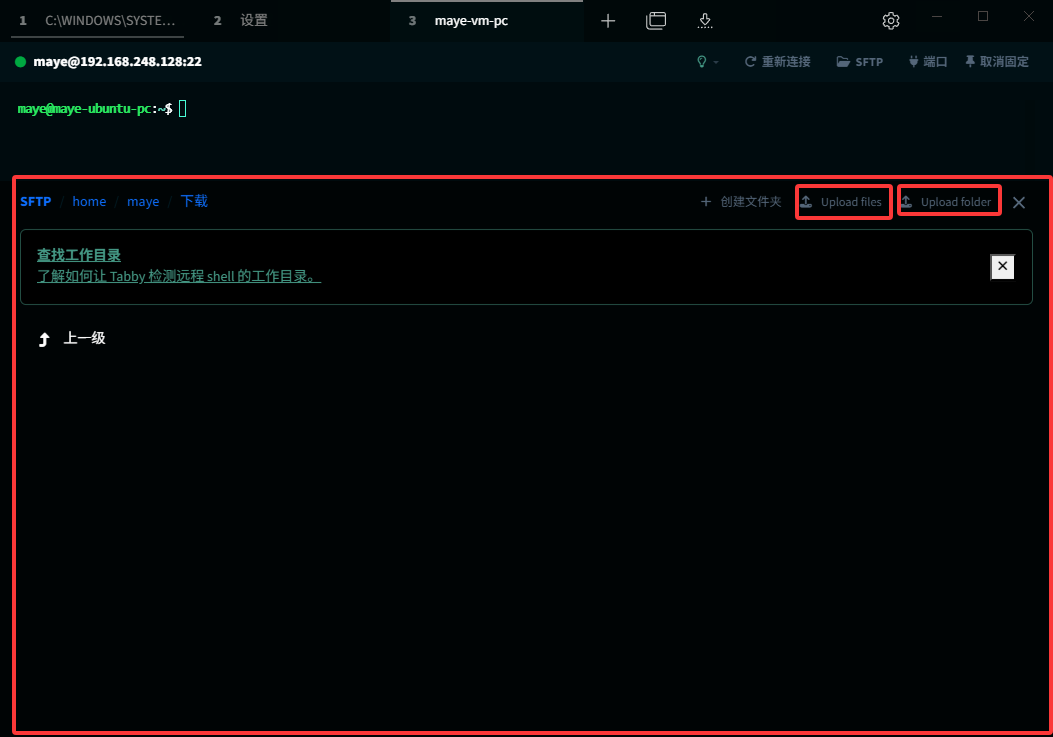 1 C:\WINDOWS\SYSTE... 2 设置 3 maye-vm-pc
maye@192.168.248.128:22 重新连接 SFTP 端口 取消固定
maye@maye-ubuntu-pc:~$
SFTP / home / maye / 下载 创建文件夹 Upload files Upload folder
查找工作目录
了解如何让 Tabby 检测远程 shell 的工作目录。
上一级